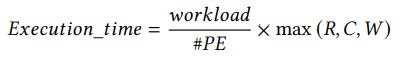 Execution_time = workload / #PE × max (R, C, W)